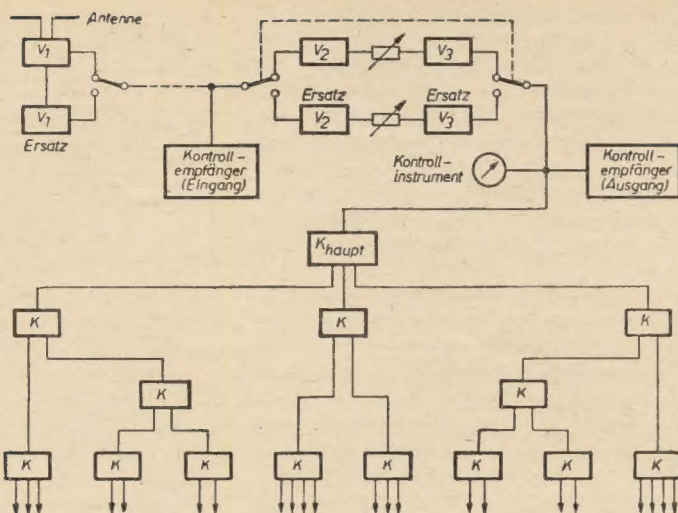 Antenne
V1
V2
V3
V1
Ersatz
Ersatz
V2
Ersatz
V3
Kontroll-
empfänger
(Eingang)
Kontroll-
instrument
Kontroll-
empfänger
(Ausgang)
Khaupt
K
K
K
K
K
K
K
K
K
K
K
K
K